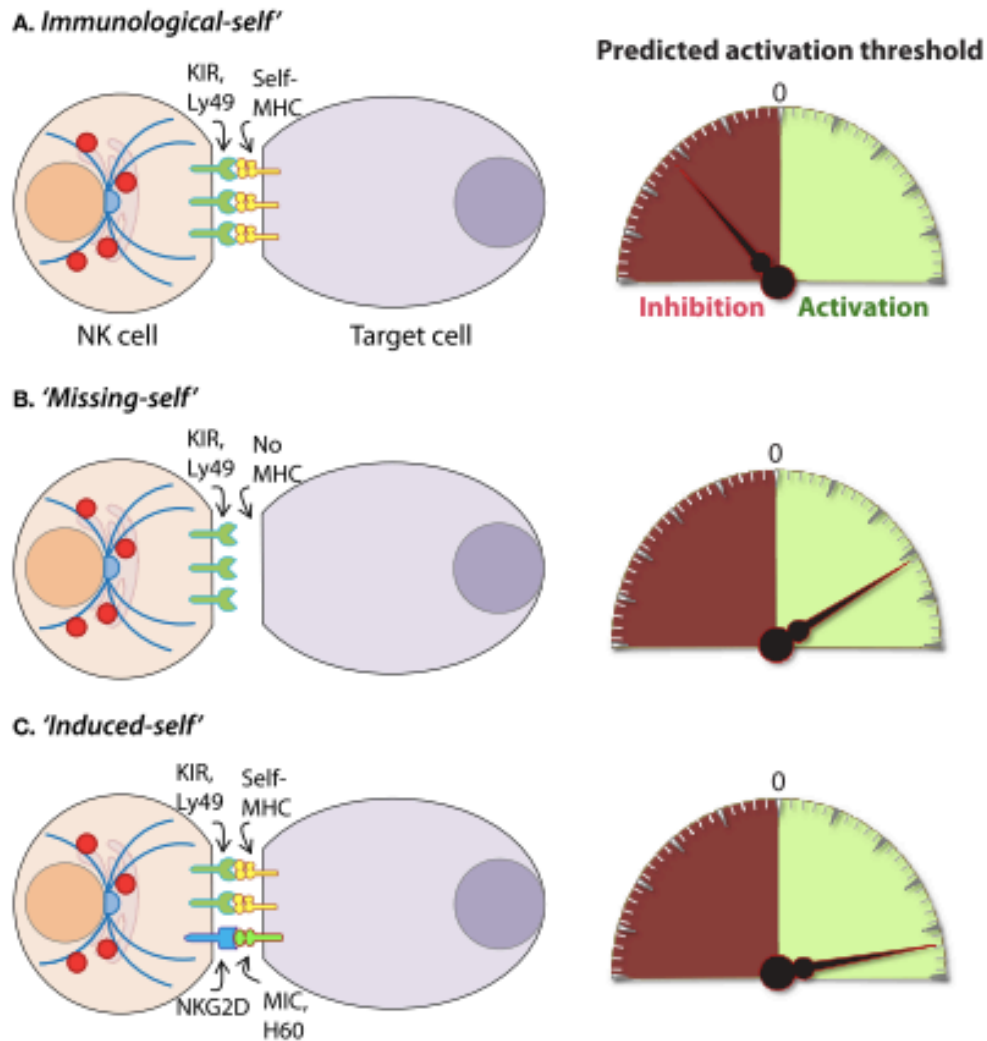 A. Immunological-self'
Predicted activation threshold
KIR,
Ly49
Self-
MHC
0
Inhibition
Activation
NK cell
Target cell
B. 'Missing-self'
KIR,
Ly49
No
MHC
0
C. 'Induced-self'
KIR,
Ly49
Self-
MHC
0
NKG2D
MIC,
H60